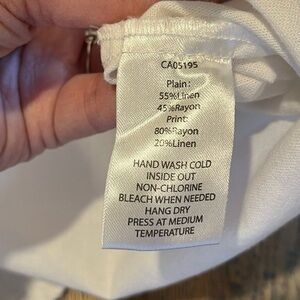 CA05195
Plain:
55%Linen
45%Rayon
Print:
80%Rayon
20%Linen
HAND WASH COLD
INSIDE OUT
NON-CHLORINE
BLEACH WHEN NEEDED
HANG DRY
PRESS AT MEDIUM
TEMPERATURE